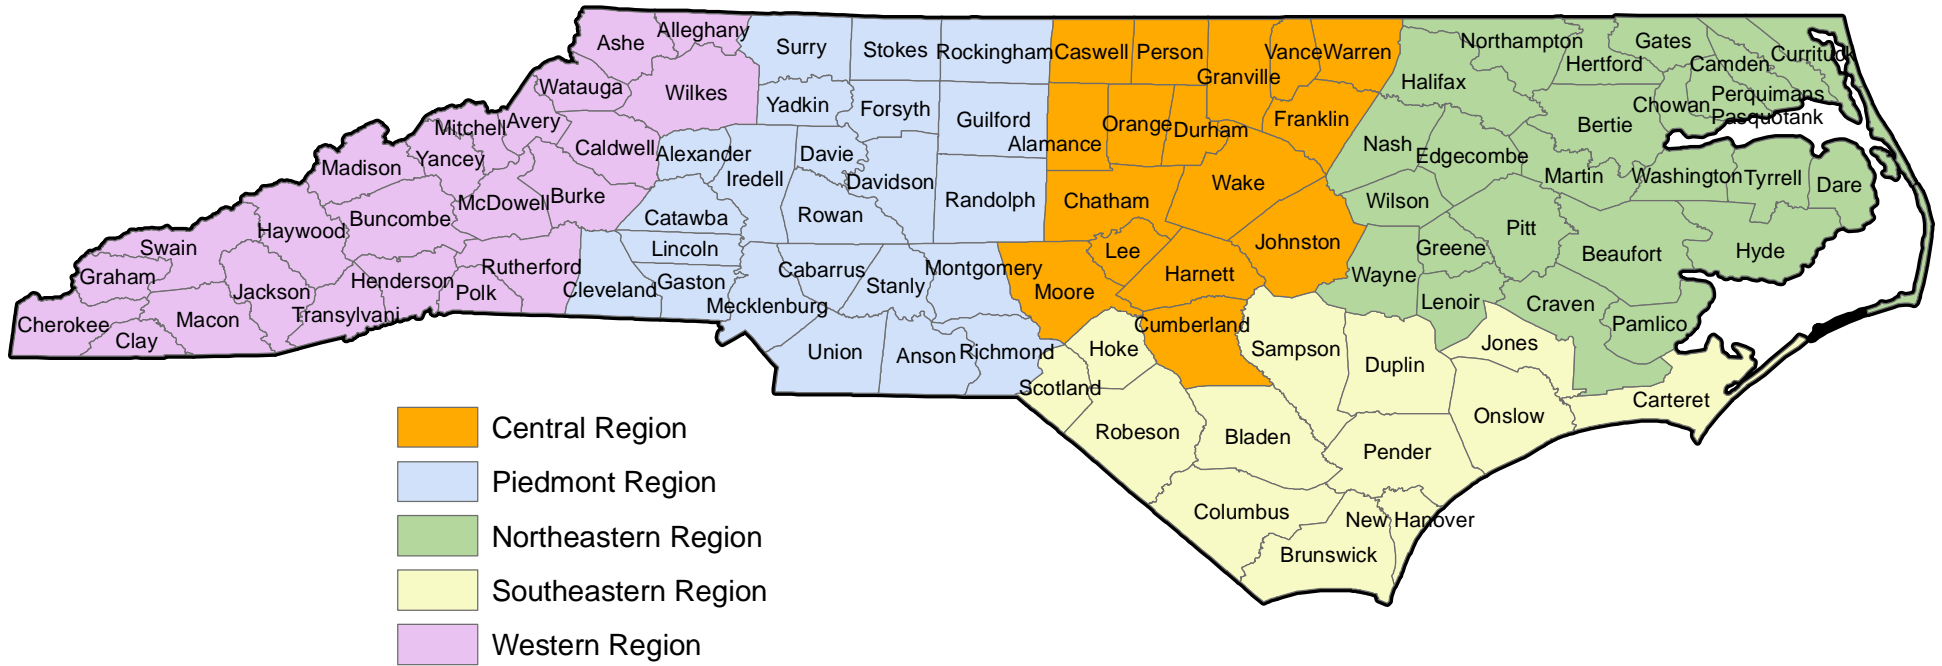 Ashe
Alleghany
Surry
Stokes
Rockingham
Caswell
Person
Vance
Warren
Granville
Northampton
Gates
Hertford
Camden
Currituck
Watauga
Wilkes
Yadkin
Forsyth
Guilford
Alamance
Orange
Durham
Franklin
Halifax
Chowan
Perquimans
Pasquotank
Bertie
Mitchell
Avery
Yancey
Caldwell
Alexander
Iredell
Davie
Davidson
Randolph
Chatham
Wake
Nash
Edgecombe
Martin
Washington
Tyrrell
Dare
Madison
Buncombe
McDowell
Burke
Catawba
Rowan
Wilson
Haywood
Swain
Graham
Jackson
Henderson
Rutherford
Polk
Lincoln
Cleveland
Gaston
Cabarrus
Stanly
Montgomery
Mecklenburg
Moore
Lee
Harnett
Johnston
Wayne
Greene
Pitt
Beaufort
Hyde
Lenoir
Craven
Pamlico
Cherokee
Clay
Macon
Transylvani
Union
Anson
Richmond
Hoke
Scotland
Cumberland
Sampson
Duplin
Jones
Onslow
Carteret
Robeson
Bladen
Pender
Columbus
New Hanover
Brunswick
Central Region
Piedmont Region
Northeastern Region
Southeastern Region
Western Region